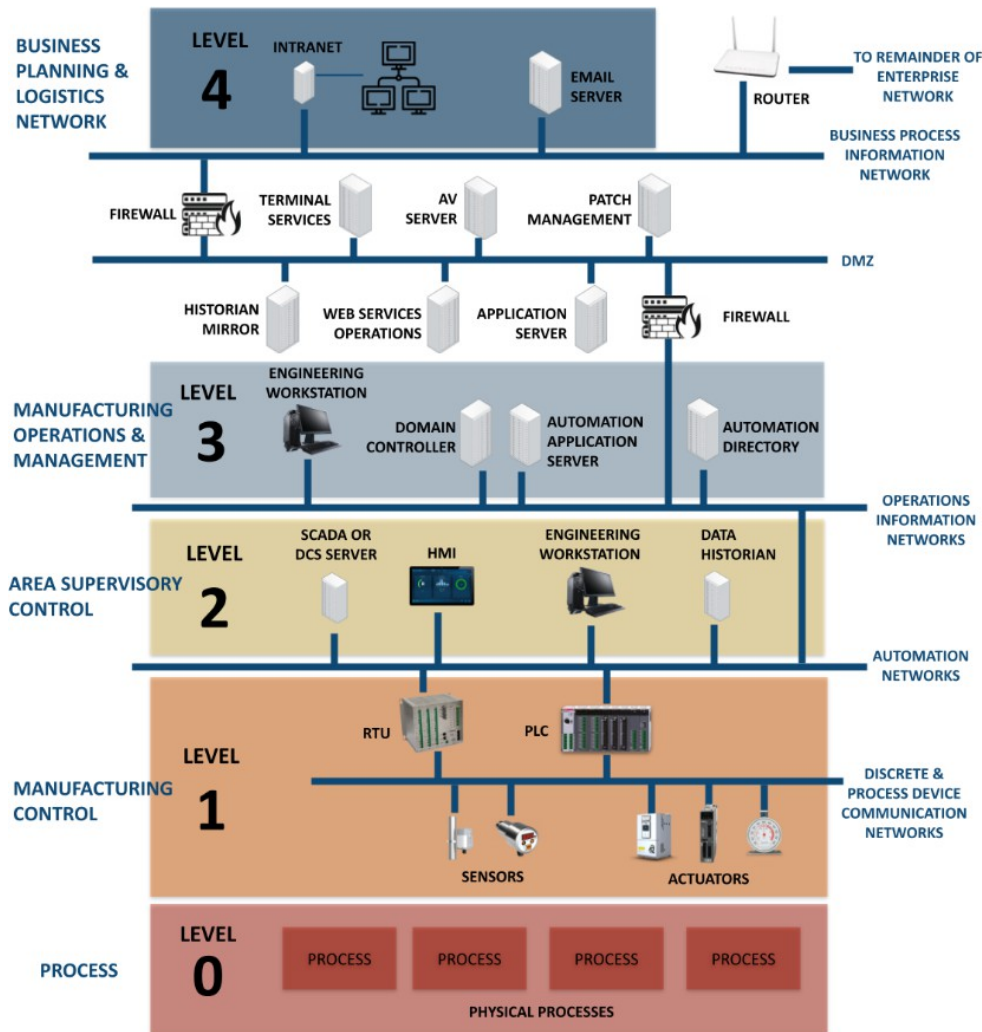 BUSINESS
PLANNING &
LOGISTICS
NETWORK
LEVEL
4
INTRANET
EMAIL
SERVER
ROUTER
TO REMAINDER OF
ENTERPRISE
NETWORK
BUSINESS PROCESS
INFORMATION
NETWORK
FIREWALL
TERMINAL
SERVICES
AV
SERVER
PATCH
MANAGEMENT
DMZ
HISTORIAN
MIRROR
WEB SERVICES
OPERATIONS
APPLICATION
SERVER
FIREWALL
MANUFACTURING
OPERATIONS &
MANAGEMENT
LEVEL
3
ENGINEERING
WORKSTATION
DOMAIN
CONTROLLER
AUTOMATION
APPLICATION
SERVER
AUTOMATION
DIRECTORY
OPERATIONS
INFORMATION
NETWORKS
AREA SUPERVISORY
CONTROL
LEVEL
2
SCADA OR
DCS SERVER
HMI
ENGINEERING
WORKSTATION
DATA
HISTORIAN
AUTOMATION
NETWORKS
MANUFACTURING
CONTROL
LEVEL
1
RTU
PLC
DISCRETE &
PROCESS DEVICE
COMMUNICATION
NETWORKS
SENSORS
ACTUATORS
PROCESS
LEVEL
0
PROCESS
PROCESS
PROCESS
PROCESS
PHYSICAL PROCESSES